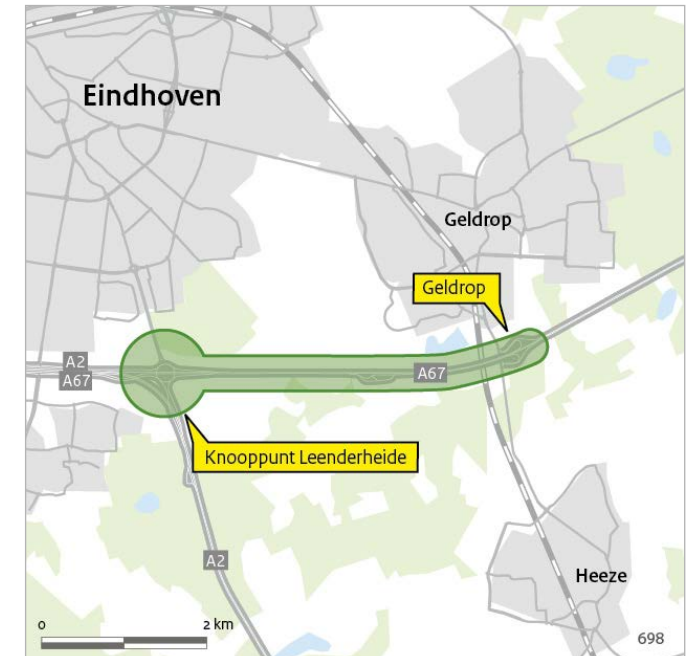 Eindhoven
Geldrop
Geldrop
A2
A67
A67
Knooppunt Leenderheide
A2
Heeze
0
2 km
698